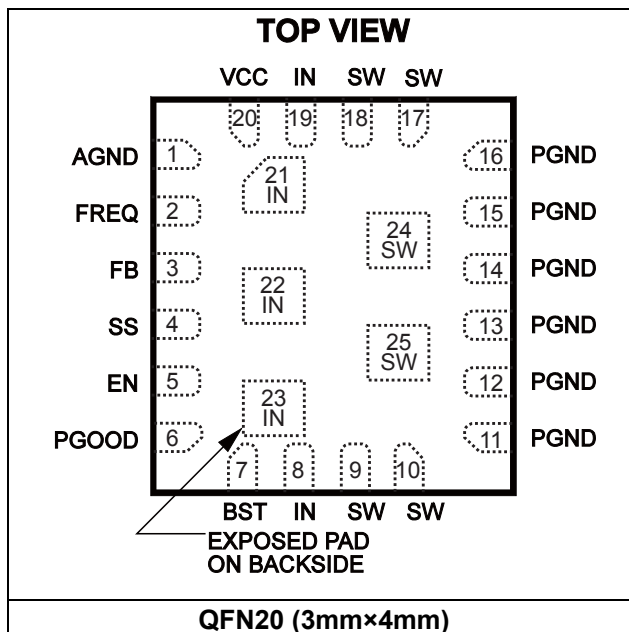 TOP VIEW
VCC IN SW SW
20 19 18 17
AGND 1 16 PGND
21
IN
FREQ 2 15 PGND
24
SW
FB 3 14 PGND
22
IN
SS 4 13 PGND
25
SW
EN 5 12 PGND
23
IN
PGOOD 6 11 PGND
7 8 9 10
BST IN SW SW
EXPOSED PAD
ON BACKSIDE
QFN20 (3mm×4mm)